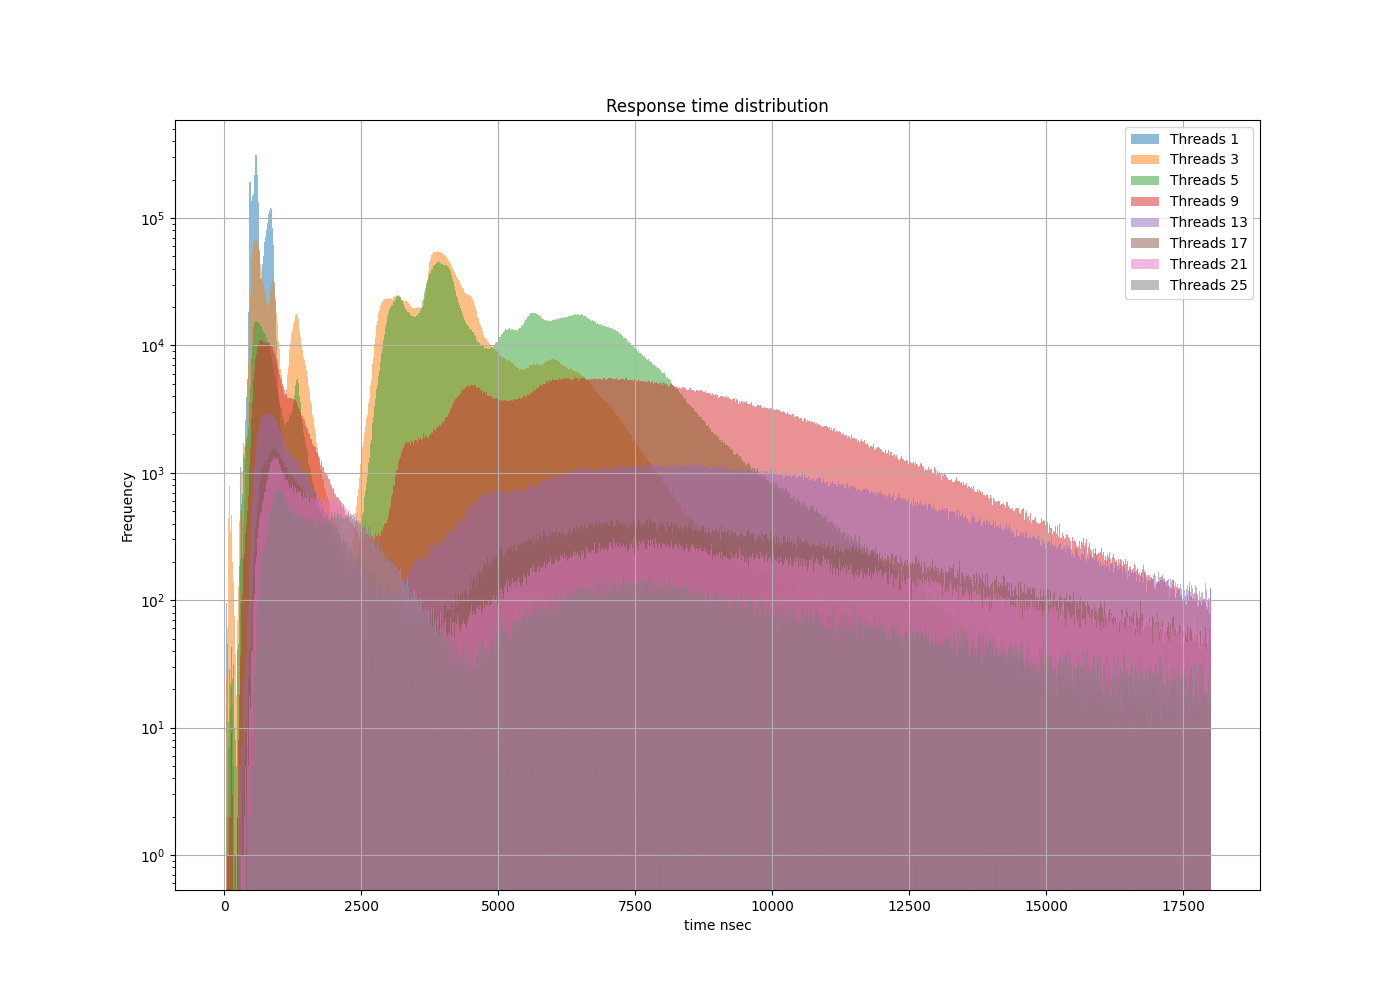 Response time distribution
Threads 1
Threads 3
Threads 5
Threads 9
Threads 13
Threads 17
Threads 21
Threads 25
Frequency
10^5
10^4
10^3
10^2
10^1
10^0
0 2500 5000 7500 10000 12500 15000 17500
time nsec